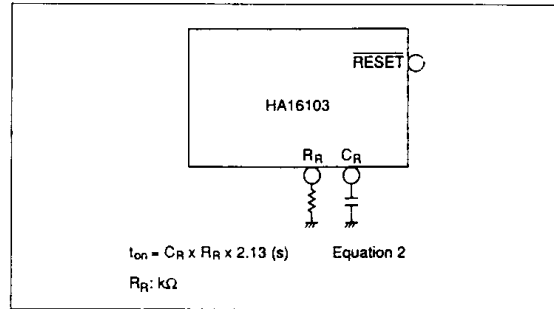 RESET
HA16103
RR CR
ton = CR x RR x 2.13 (s) Equation 2
RR: kΩ